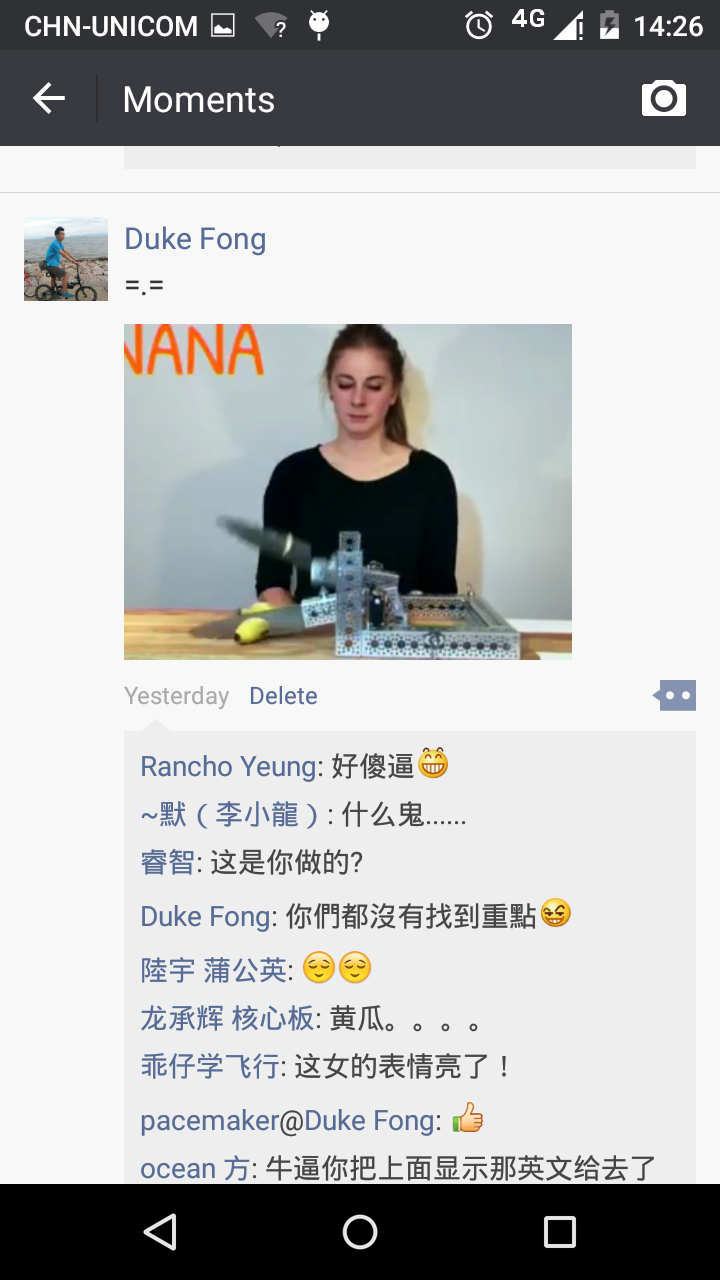 CHN-UNICOM 4G 14:26
Moments
Duke Fong
=.=
NANA
Yesterday Delete
Rancho Yeung: 好傻逼😁
~默（李小龍）: 什么鬼......
睿智: 这是你做的?
Duke Fong: 你們都沒有找到重點😆
陸宇 蒲公英: 😌😌
龙承辉 核心板: 黄瓜。。。。
乖仔学飞行: 这女的表情亮了！
pacemaker@Duke Fong: 👍
ocean 方: 牛逼你把上面显示那英文给去了